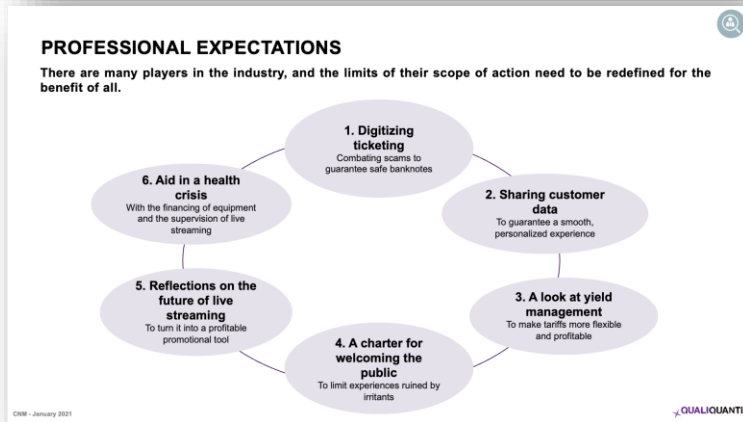 PROFESSIONAL EXPECTATIONS
There are many players in the industry, and the limits of their scope of action need to be redefined for the
benefit of all.
1. Digitizing
ticketing
Combating scams to
guarantee safe banknotes
2. Sharing customer
data
To guarantee a smooth,
personalized experience
3. A look at yield
management
To make tariffs more flexible
and profitable
4. A charter for
welcoming the
public
To limit experiences ruined by
irritants
5. Reflections on the
future of live
streaming
To turn it into a profitable
promotional tool
6. Aid in a health
crisis
With the financing of equipment
and the supervision of live
streaming
CNM - January 2021
QUALIQUANTI